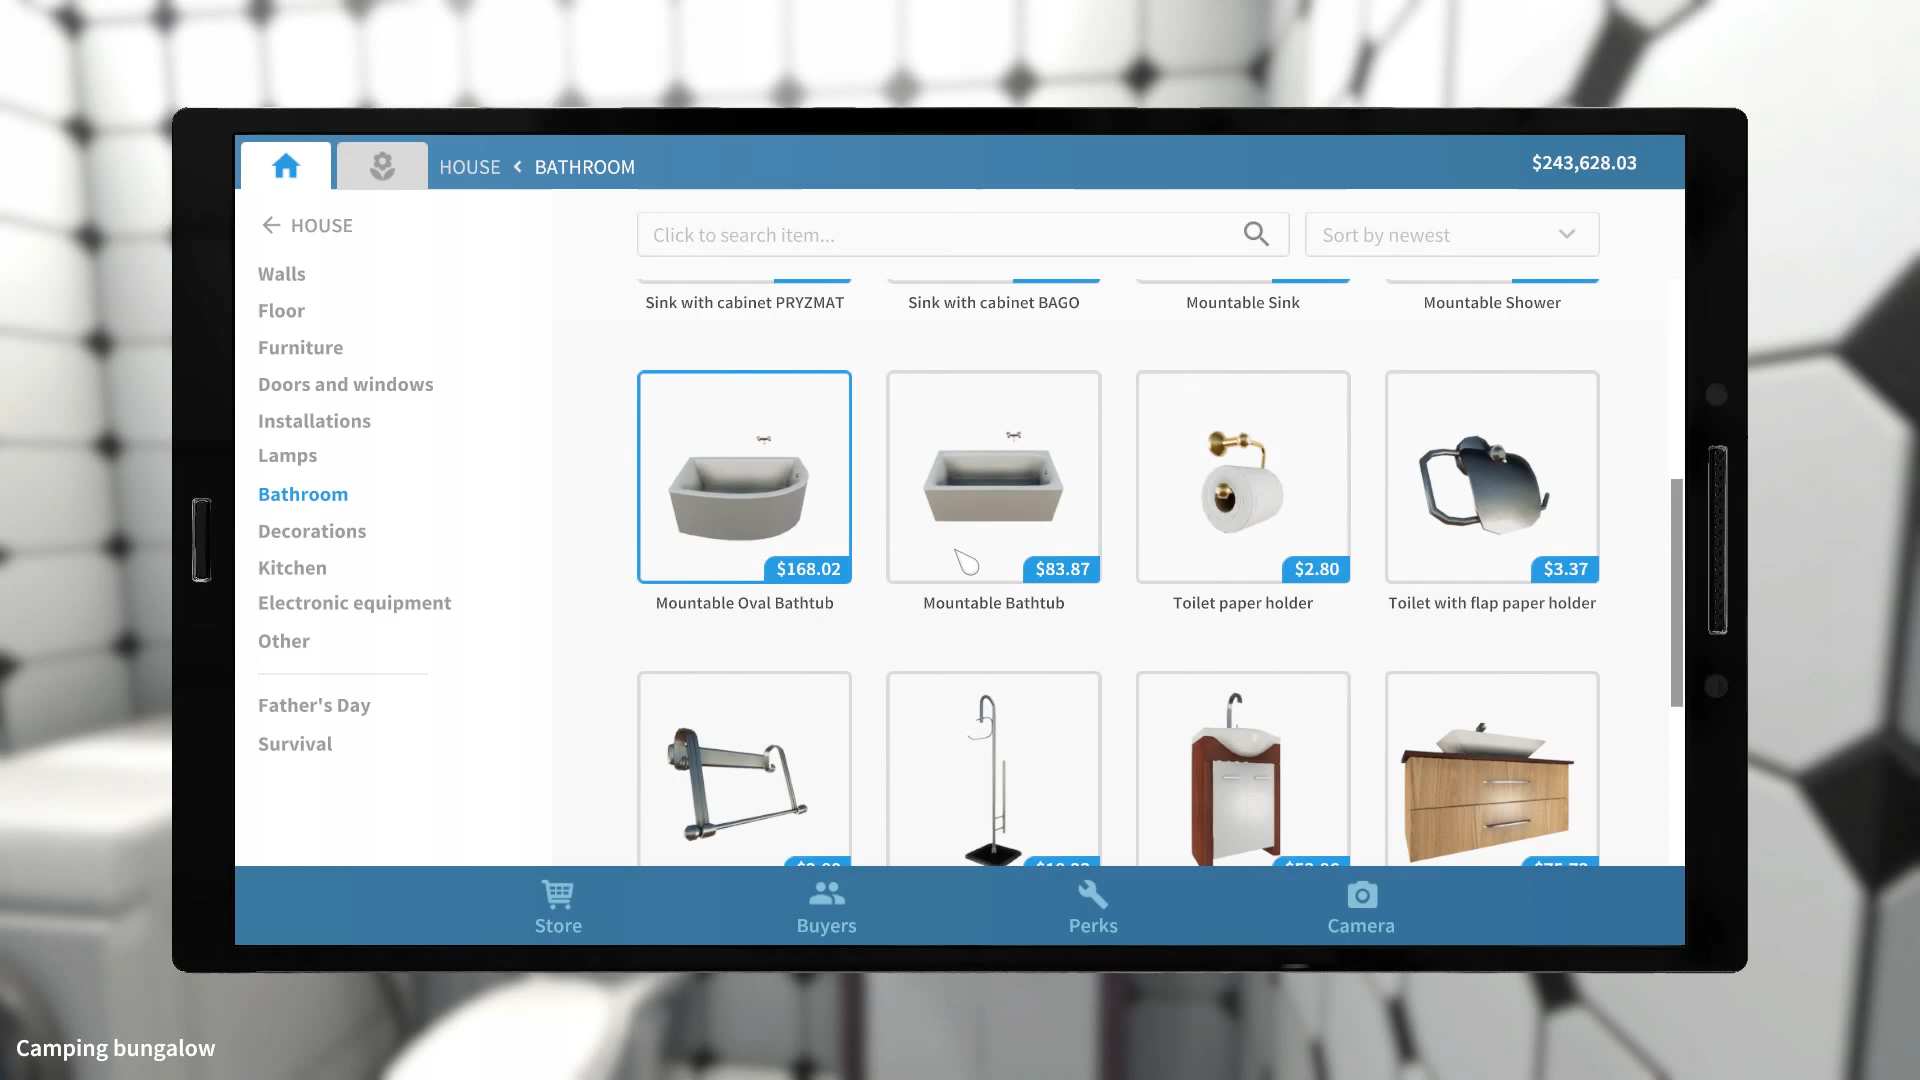 HOUSE < BATHROOM
$243,628.03
HOUSE
Click to search item...
Sort by newest
Walls
Floor
Furniture
Doors and windows
Installations
Lamps
Bathroom
Decorations
Kitchen
Electronic equipment
Other
Father's Day
Survival
Sink with cabinet PRYZMAT
Sink with cabinet BAGO
Mountable Sink
Mountable Shower
$168.02
$83.87
$2.80
$3.37
Mountable Oval Bathtub
Mountable Bathtub
Toilet paper holder
Toilet with flap paper holder
Store
Buyers
Perks
Camera
Camping bungalow